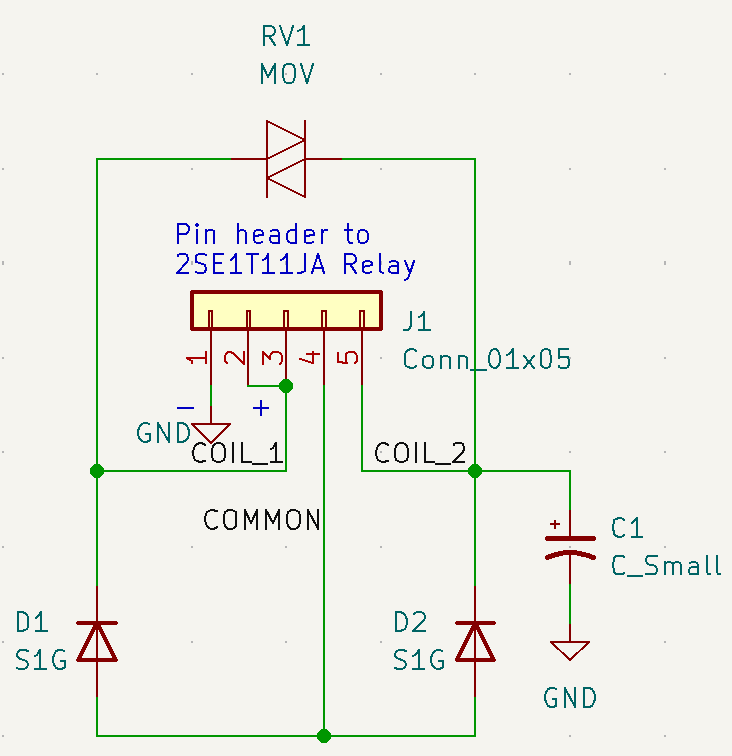 RV1
MOV
Pin header to
2SE1T11JA Relay
J1
Conn_01x05
1 2 3 4 5
− +
GND
COIL_1
COIL_2
COMMON
+
C1
C_Small
D1
S1G
D2
S1G
GND